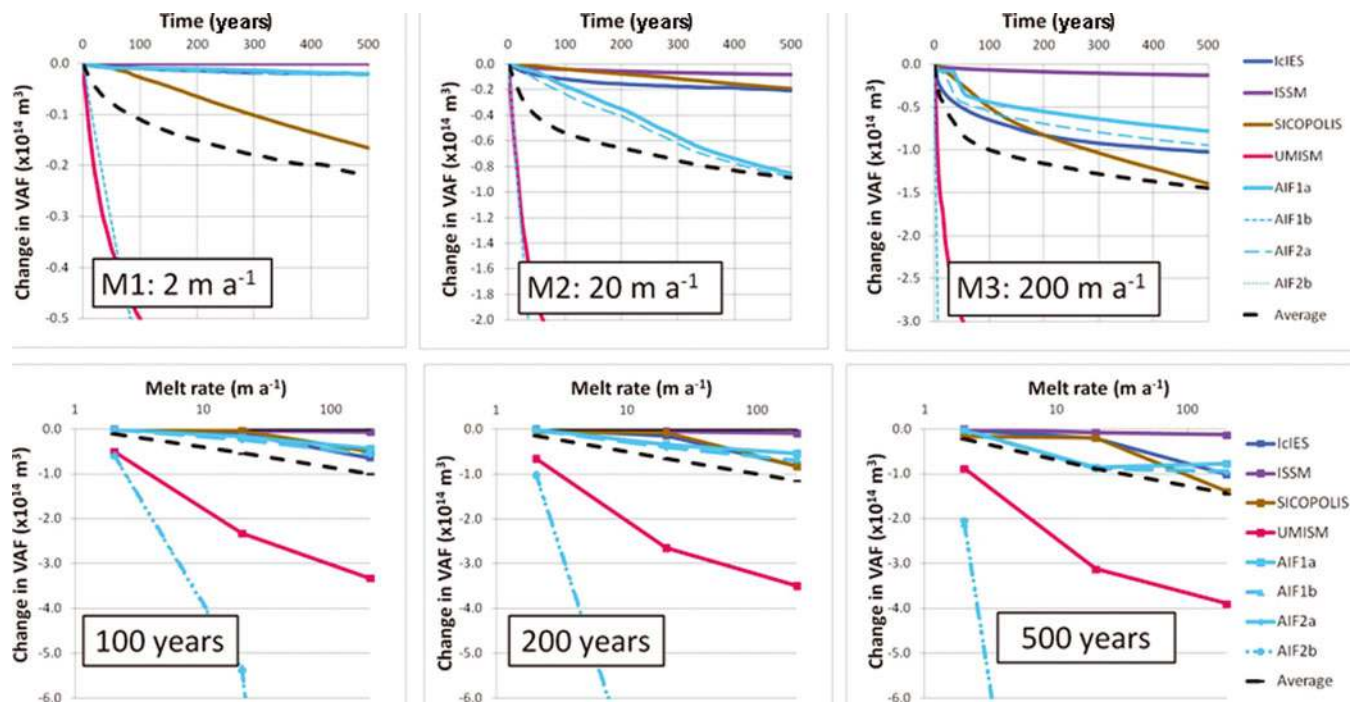 Time (years)
0 100 200 300 400 500
Change in VAF (x10¹⁴ m³)
0.0
-0.1
-0.2
-0.3
-0.4
-0.5
M1: 2 m a⁻¹
Time (years)
0 100 200 300 400 500
Change in VAF (x10¹⁴ m³)
0.0
-0.2
-0.4
-0.6
-0.8
-1.0
-1.2
-1.4
-1.6
-1.8
-2.0
M2: 20 m a⁻¹
Time (years)
0 100 200 300 400 500
Change in VAF (x10¹⁴ m³)
0.0
-0.5
-1.0
-1.5
-2.0
-2.5
-3.0
M3: 200 m a⁻¹
IcIES
ISSM
SICOPOLIS
UMISM
AIF1a
AIF1b
AIF2a
AIF2b
Average
Melt rate (m a⁻¹)
1 10 100
Change in VAF (x10¹⁴ m³)
0.0
-1.0
-2.0
-3.0
-4.0
-5.0
-6.0
100 years
Melt rate (m a⁻¹)
1 10 100
Change in VAF (x10¹⁴ m³)
0.0
-1.0
-2.0
-3.0
-4.0
-5.0
-6.0
200 years
Melt rate (m a⁻¹)
1 10 100
Change in VAF (x10¹⁴ m³)
0.0
-1.0
-2.0
-3.0
-4.0
-5.0
-6.0
500 years
IcIES
ISSM
SICOPOLIS
UMISM
AIF1a
AIF1b
AIF2a
AIF2b
Average